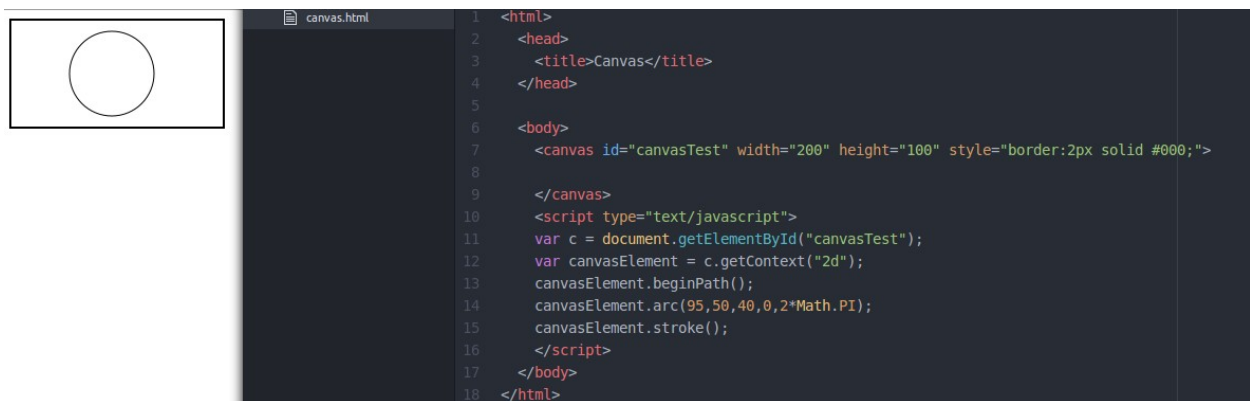 canvas.html
1 <html>
2 <head>
3 <title>Canvas</title>
4 </head>
5
6 <body>
7 <canvas id="canvasTest" width="200" height="100" style="border:2px solid #000;">
8
9 </canvas>
10 <script type="text/javascript">
11 var c = document.getElementById("canvasTest");
12 var canvasElement = c.getContext("2d");
13 canvasElement.beginPath();
14 canvasElement.arc(95,50,40,0,2*Math.PI);
15 canvasElement.stroke();
16 </script>
17 </body>
18 </html>